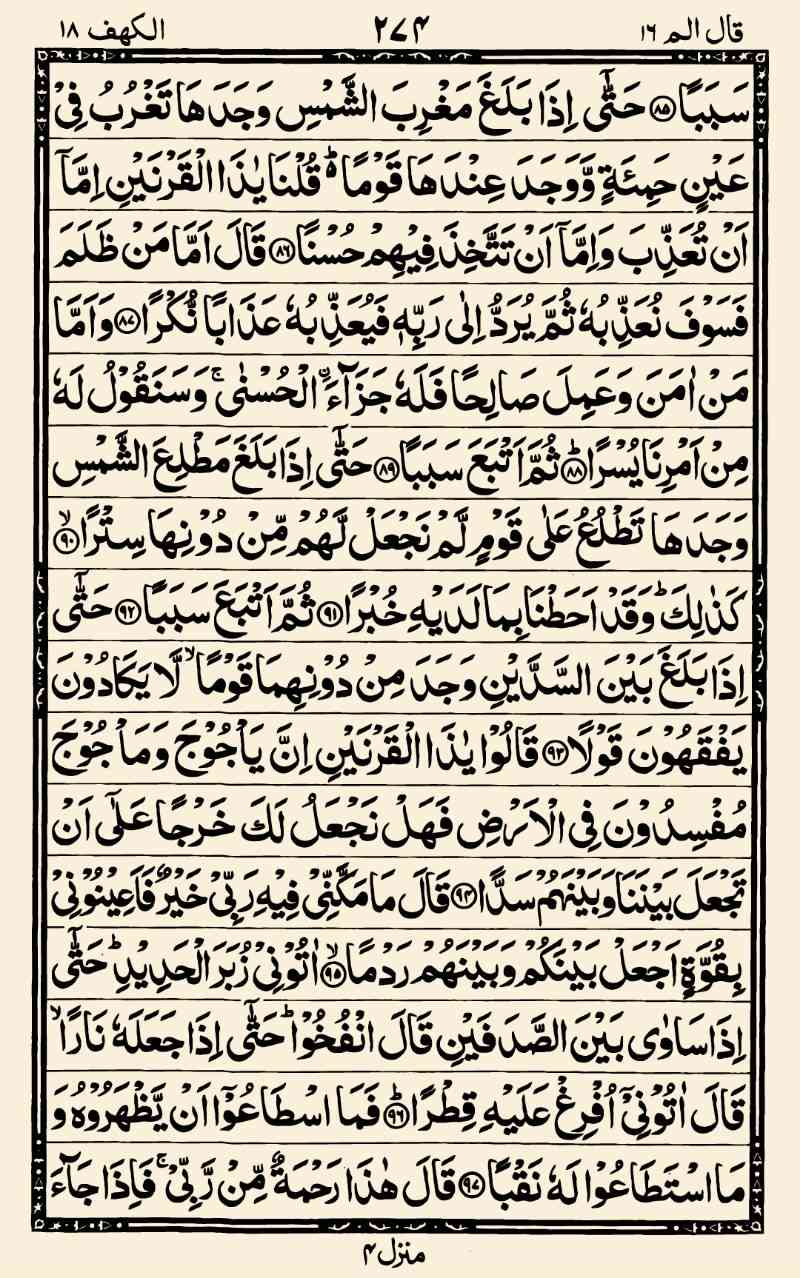 قال الم ١٦ ٢٧٤ الكهف ١٨
سَبَبًا ﴿٨٥﴾ حَتّٰٓى اِذَا بَلَغَ مَغْرِبَ الشَّمْسِ وَجَدَهَا تَغْرُبُ فِيْ
عَيْنٍ حَمِئَةٍ وَّوَجَدَ عِنْدَهَا قَوْمًا ؕ۬ قُلْنَا يٰذَا الْقَرْنَيْنِ اِمَّاۤ
اَنْ تُعَذِّبَ وَاِمَّاۤ اَنْ تَتَّخِذَ فِيْهِمْ حُسْنًا ﴿٨٦﴾ قَالَ اَمَّا مَنْ ظَلَمَ
فَسَوْفَ نُعَذِّبُهٗ ثُمَّ يُرَدُّ اِلٰى رَبِّهٖ فَيُعَذِّبُهٗ عَذَابًا نُّكْرًا ﴿٨٧﴾ وَاَمَّا
مَنْ اٰمَنَ وَعَمِلَ صَالِحًا فَلَهٗ جَزَآءَ ۨالْحُسْنٰى ۚ وَسَنَقُوْلُ لَهٗ
مِنْ اَمْرِنَا يُسْرًا ﴿٨٨﴾ؕ ثُمَّ اَتْبَعَ سَبَبًا ﴿٨٩﴾ حَتّٰٓى اِذَا بَلَغَ مَطْلِعَ الشَّمْسِ
وَجَدَهَا تَطْلُعُ عَلٰى قَوْمٍ لَّمْ نَجْعَلْ لَّهُمْ مِّنْ دُوْنِهَا سِتْرًا ﴿٩٠﴾ۙ
كَذٰلِكَ ؕ وَقَدْ اَحَطْنَا بِمَا لَدَيْهِ خُبْرًا ﴿٩١﴾ ثُمَّ اَتْبَعَ سَبَبًا ﴿٩٢﴾ حَتّٰٓى
اِذَا بَلَغَ بَيْنَ السَّدَّيْنِ وَجَدَ مِنْ دُوْنِهِمَا قَوْمًا ۙ لَّا يَكَادُوْنَ
يَفْقَهُوْنَ قَوْلًا ﴿٩٣﴾ قَالُوْا يٰذَا الْقَرْنَيْنِ اِنَّ يَاْجُوْجَ وَمَاْجُوْجَ
مُفْسِدُوْنَ فِي الْاَرْضِ فَهَلْ نَجْعَلُ لَكَ خَرْجًا عَلٰٓى اَنْ
تَجْعَلَ بَيْنَنَا وَبَيْنَهُمْ سَدًّا ﴿٩٤﴾ قَالَ مَا مَكَّنِّيْ فِيْهِ رَبِّيْ خَيْرٌ فَاَعِيْنُوْنِيْ
بِقُوَّةٍ اَجْعَلْ بَيْنَكُمْ وَبَيْنَهُمْ رَدْمًا ﴿٩٥﴾ۙ اٰتُوْنِيْ زُبَرَ الْحَدِيْدِ ؕ حَتّٰٓى
اِذَا سَاوٰى بَيْنَ الصَّدَفَيْنِ قَالَ انْفُخُوْا ؕ حَتّٰٓى اِذَا جَعَلَهٗ نَارًا ۙ
قَالَ اٰتُوْنِيْۤ اُفْرِغْ عَلَيْهِ قِطْرًا ﴿٩٦﴾ؕ فَمَا اسْطَاعُوْۤا اَنْ يَّظْهَرُوْهُ وَ
مَا اسْتَطَاعُوْا لَهٗ نَقْبًا ﴿٩٧﴾ قَالَ هٰذَا رَحْمَةٌ مِّنْ رَّبِّيْ ۚ فَاِذَا جَآءَ
منزل ٤